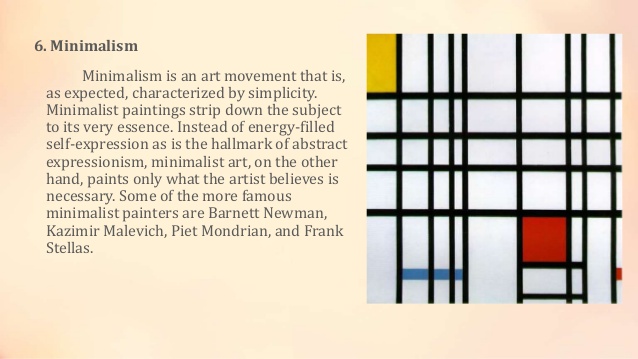 6. Minimalism
Minimalism is an art movement that is,
as expected, characterized by simplicity.
Minimalist paintings strip down the subject
to its very essence. Instead of energy-filled
self-expression as is the hallmark of abstract
expressionism, minimalist art, on the other
hand, paints only what the artist believes is
necessary. Some of the more famous
minimalist painters are Barnett Newman,
Kazimir Malevich, Piet Mondrian, and Frank
Stellas.